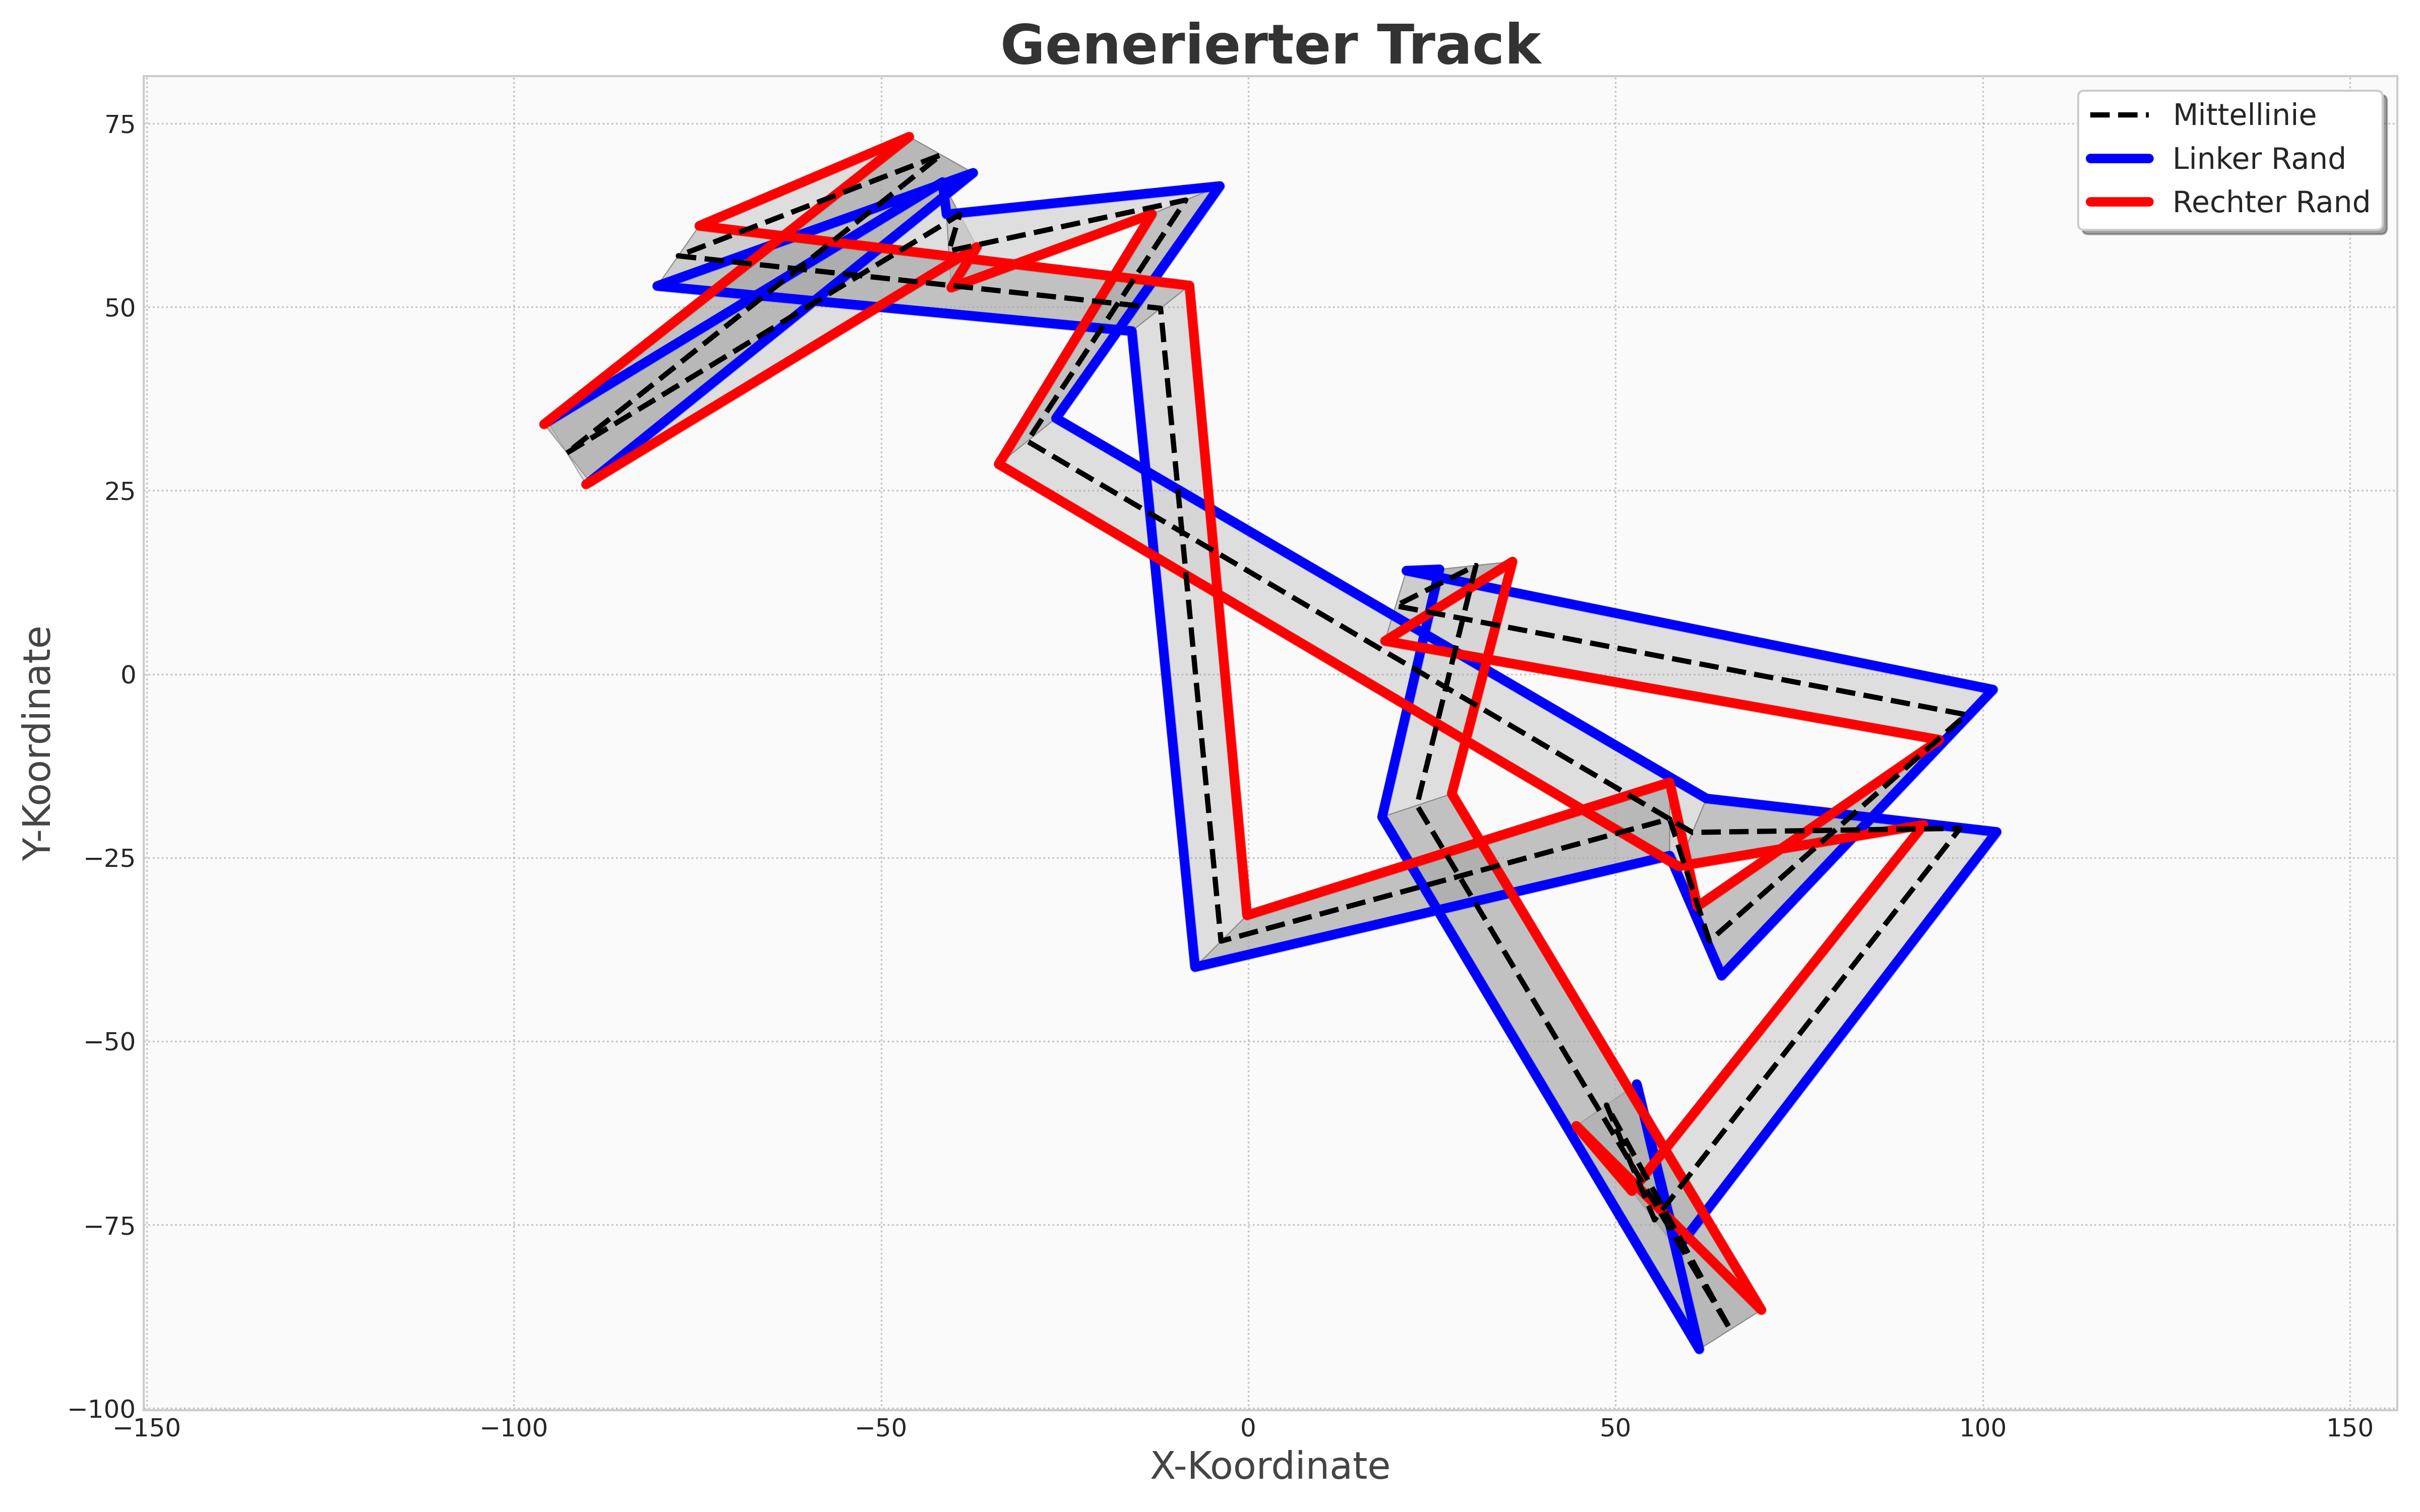 Generierter Track
Mittellinie
Linker Rand
Rechter Rand
Y-Koordinate
75
50
25
0
−25
−50
−75
−100
−150
−100
−50
0
50
100
150
X-Koordinate